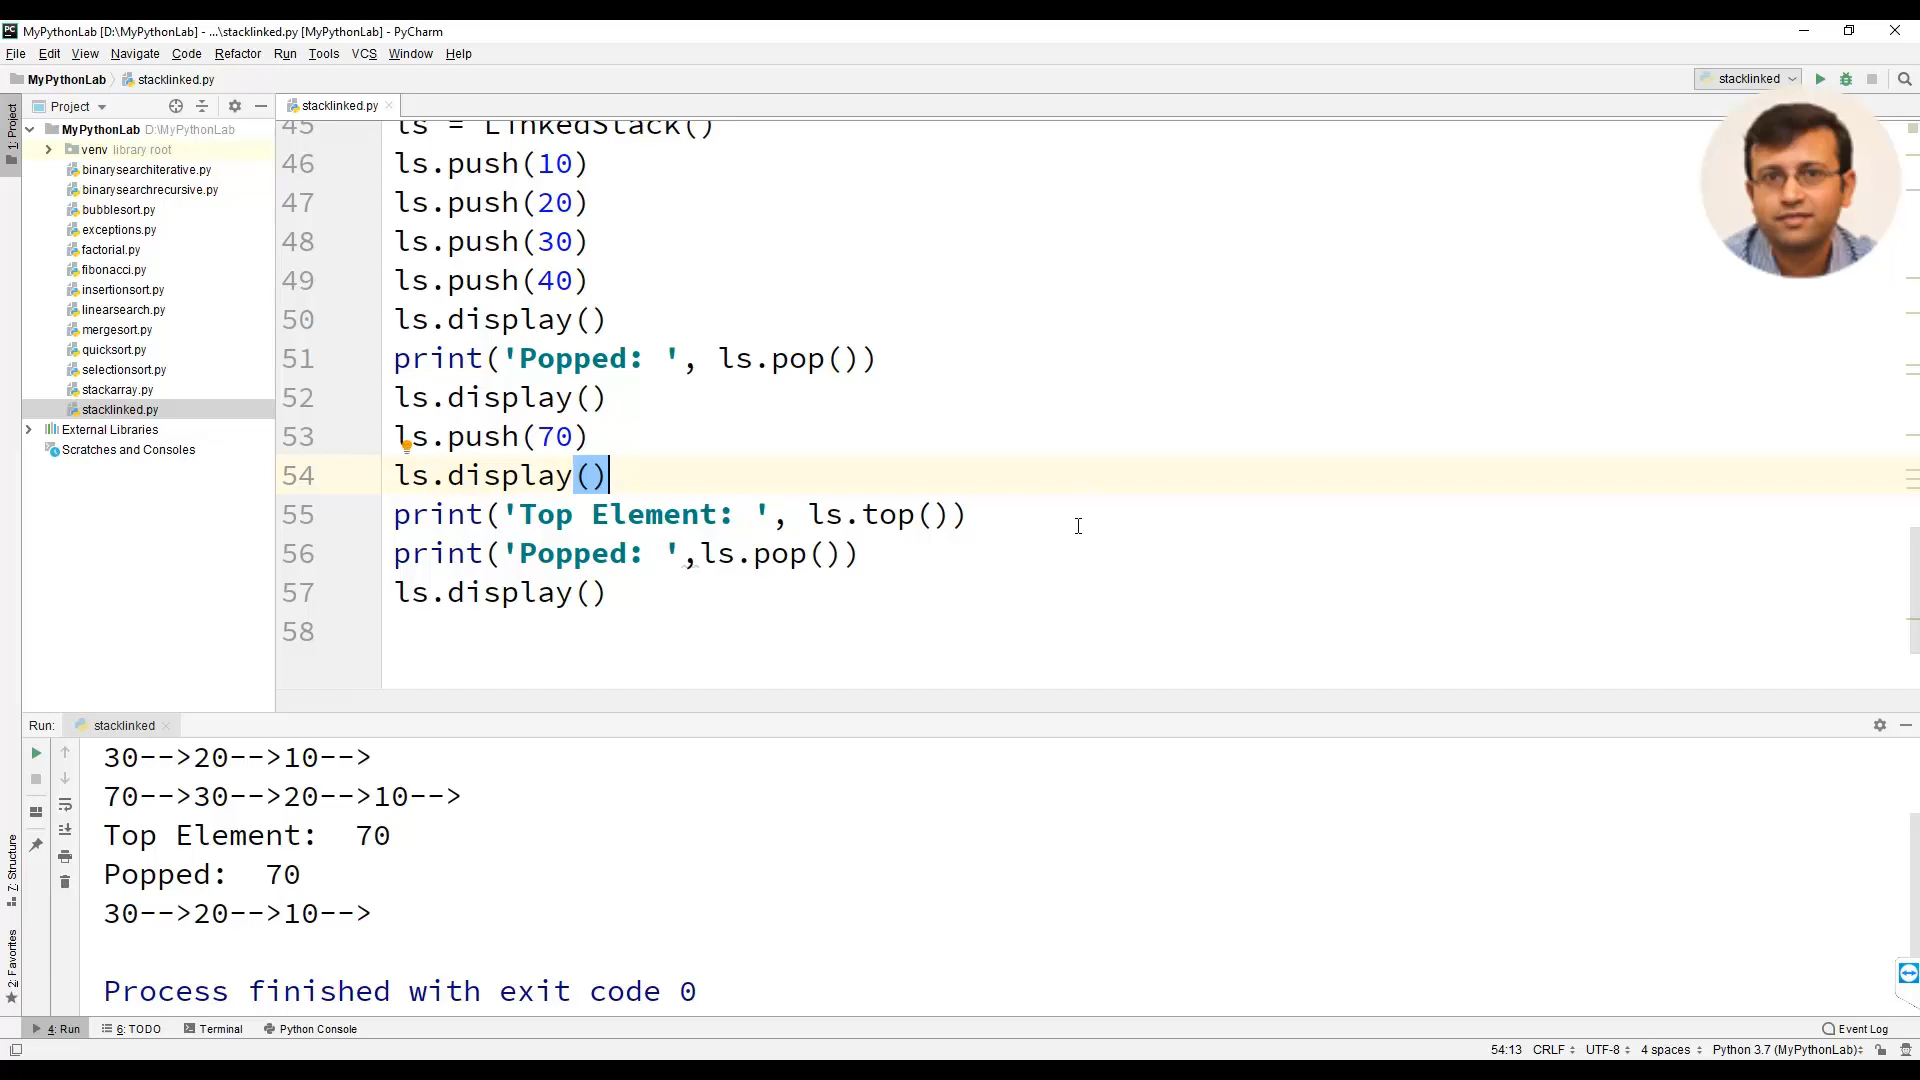 MyPythonLab [D:\MyPythonLab] - ...\stacklinked.py [MyPythonLab] - PyCharm
File Edit View Navigate Code Refactor Run Tools VCS Window Help
MyPythonLab stacklinked.py
stacklinked
1: Project
Project
stacklinked.py
MyPythonLab D:\MyPythonLab
venv library root
binarysearchiterative.py
binarysearchrecursive.py
bubblesort.py
exceptions.py
factorial.py
fibonacci.py
insertionsort.py
linearsearch.py
mergesort.py
quicksort.py
selectionsort.py
stackarray.py
stacklinked.py
External Libraries
Scratches and Consoles
45 ls = LinkedStack()
46 ls.push(10)
47 ls.push(20)
48 ls.push(30)
49 ls.push(40)
50 ls.display()
51 print('Popped: ', ls.pop())
52 ls.display()
53 ls.push(70)
54 ls.display()
55 print('Top Element: ', ls.top())
56 print('Popped: ',ls.pop())
57 ls.display()
58
Run: stacklinked
30-->20-->10-->
70-->30-->20-->10-->
Top Element:  70
Popped:  70
30-->20-->10-->
Process finished with exit code 0
7: Structure
2: Favorites
4: Run 6: TODO Terminal Python Console Event Log
54:13 CRLF UTF-8 4 spaces Python 3.7 (MyPythonLab)